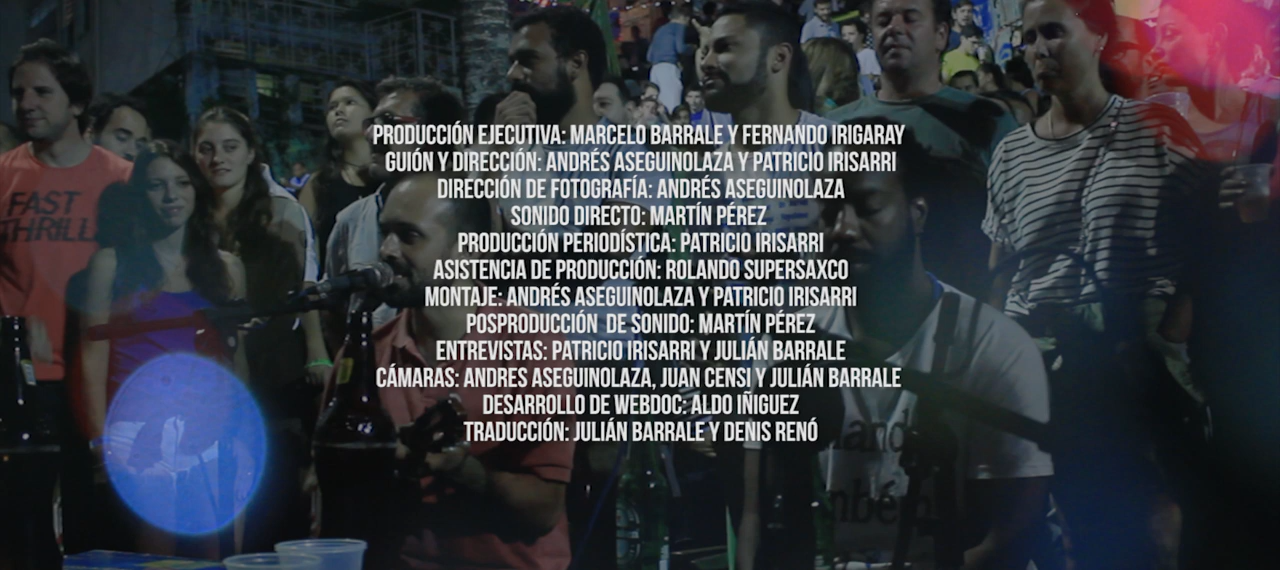 PRODUCCIÓN EJECUTIVA: MARCELO BARRALE Y FERNANDO IRIGARAY
GUIÓN Y DIRECCIÓN: ANDRÉS ASEGUINOLAZA Y PATRICIO IRISARRI
DIRECCIÓN DE FOTOGRAFÍA: ANDRÉS ASEGUINOLAZA
SONIDO DIRECTO: MARTÍN PÉREZ
PRODUCCIÓN PERIODÍSTICA: PATRICIO IRISARRI
ASISTENCIA DE PRODUCCIÓN: ROLANDO SUPERSAXCO
MONTAJE: ANDRÉS ASEGUINOLAZA Y PATRICIO IRISARRI
POSPRODUCCIÓN DE SONIDO: MARTÍN PÉREZ
ENTREVISTAS: PATRICIO IRISARRI Y JULIÁN BARRALE
CÁMARAS: ANDRES ASEGUINOLAZA, JUAN CENSI Y JULIÁN BARRALE
DESARROLLO DE WEBDOC: ALDO IÑIGUEZ
TRADUCCIÓN: JULIÁN BARRALE Y DENIS RENÓ
FAST